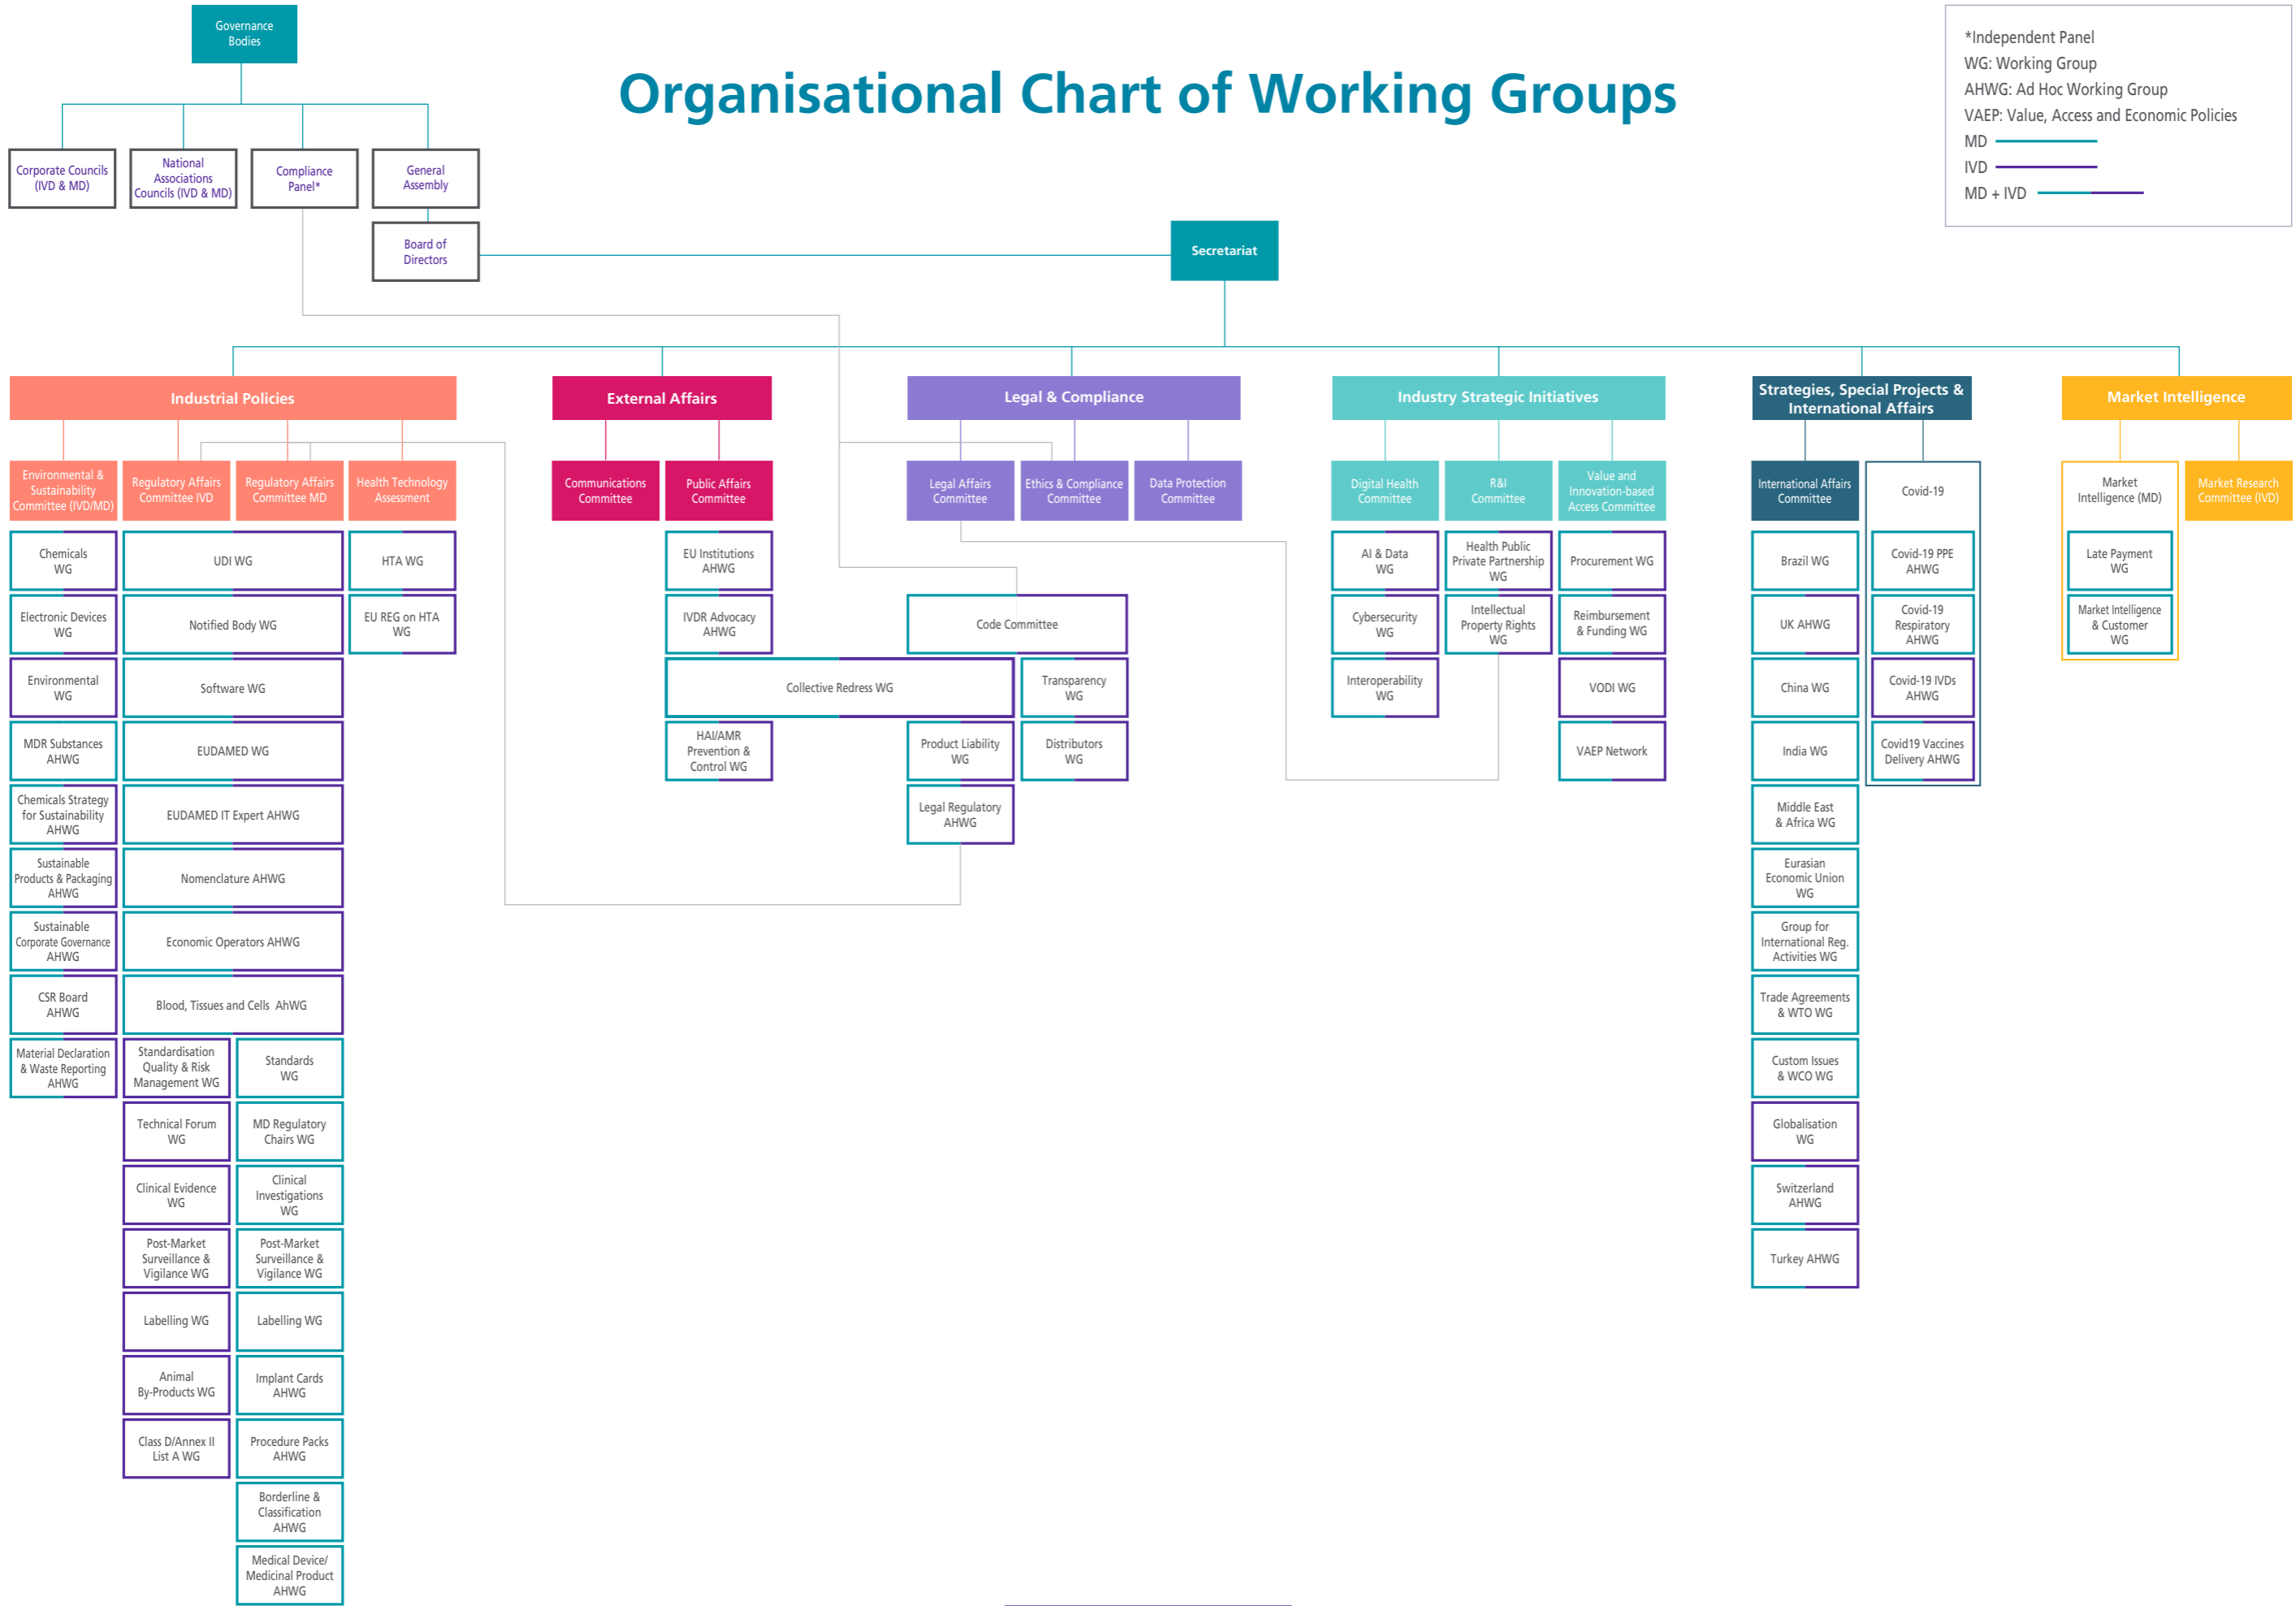 Governance
Bodies
Organisational Chart of Working Groups
*Independent Panel
WG: Working Group
AHWG: Ad Hoc Working Group
VAEP: Value, Access and Economic Policies
MD
IVD
MD + IVD
Corporate Councils
(IVD & MD)
National
Associations
Councils (IVD & MD)
Compliance
Panel*
General
Assembly
Board of
Directors
Secretariat
Industrial Policies
Environmental &
Sustainability
Committee (IVD/MD)
Regulatory Affairs
Committee IVD
Regulatory Affairs
Committee MD
Health Technology
Assessment
Chemicals
WG
Electronic Devices
WG
Environmental
WG
MDR Substances
AHWG
Chemicals Strategy
for Sustainability
AHWG
Sustainable
Products & Packaging
AHWG
Sustainable
Corporate Governance
AHWG
CSR Board
AHWG
Material Declaration
& Waste Reporting
AHWG
UDI WG
Notified Body WG
Software WG
EUDAMED WG
EUDAMED IT Expert AHWG
Nomenclature AHWG
Economic Operators AHWG
Blood, Tissues and Cells AhWG
Standardisation
Quality & Risk
Management WG
Technical Forum
WG
Clinical Evidence
WG
Post-Market
Surveillance &
Vigilance WG
Labelling WG
Animal
By-Products WG
Class D/Annex II
List A WG
Standards
WG
MD Regulatory
Chairs WG
Clinical
Investigations
WG
Post-Market
Surveillance &
Vigilance WG
Labelling WG
Implant Cards
AHWG
Procedure Packs
AHWG
Borderline &
Classification
AHWG
Medical Device/
Medicinal Product
AHWG
HTA WG
EU REG on HTA
WG
External Affairs
Communications
Committee
Public Affairs
Committee
EU Institutions
AHWG
IVDR Advocacy
AHWG
Collective Redress WG
HAI/AMR
Prevention &
Control WG
Legal & Compliance
Legal Affairs
Committee
Ethics & Compliance
Committee
Data Protection
Committee
Code Committee
Transparency
WG
Product Liability
WG
Distributors
WG
Legal Regulatory
AHWG
Industry Strategic Initiatives
Digital Health
Committee
R&I
Committee
Value and
Innovation-based
Access Committee
AI & Data
WG
Cybersecurity
WG
Interoperability
WG
Health Public
Private Partnership
WG
Intellectual
Property Rights
WG
Procurement WG
Reimbursement
& Funding WG
VODI WG
VAEP Network
Strategies, Special Projects &
International Affairs
International Affairs
Committee
Covid-19
Brazil WG
UK AHWG
China WG
India WG
Middle East
& Africa WG
Eurasian
Economic Union
WG
Group for
International Reg.
Activities WG
Trade Agreements
& WTO WG
Custom Issues
& WCO WG
Globalisation
WG
Switzerland
AHWG
Turkey AHWG
Covid-19 PPE
AHWG
Covid-19
Respiratory
AHWG
Covid-19 IVDs
AHWG
Covid19 Vaccines
Delivery AHWG
Market Intelligence
Market
Intelligence (MD)
Market Research
Committee (IVD)
Late Payment
WG
Market Intelligence
& Customer
WG